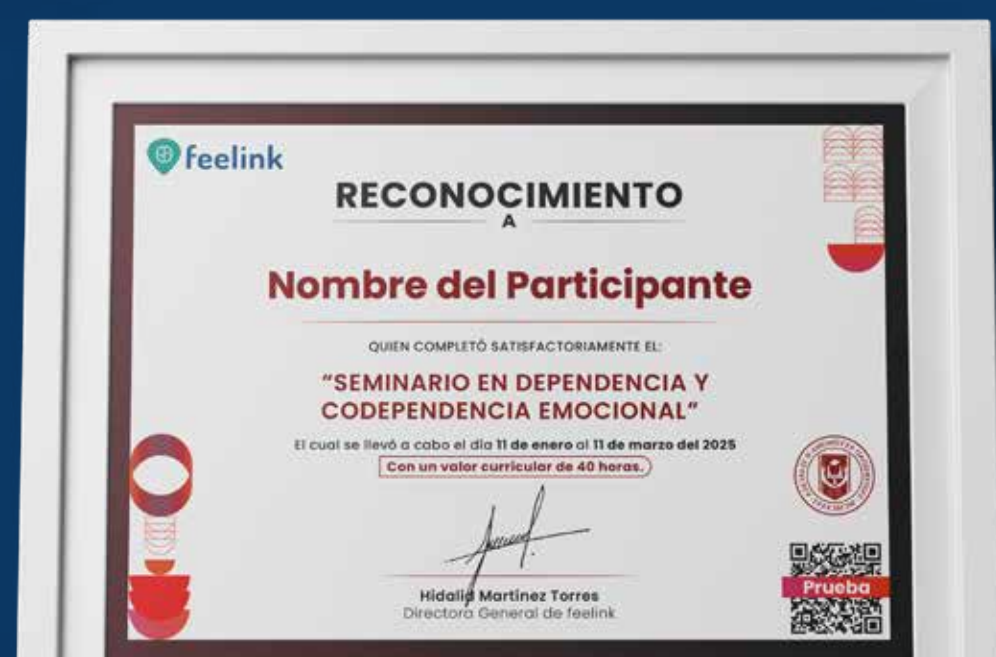 feelink
RECONOCIMIENTO
A
Nombre del Participante
QUIEN COMPLETÓ SATISFACTORIAMENTE EL:
“SEMINARIO EN DEPENDENCIA Y
CODEPENDENCIA EMOCIONAL”
El cual se llevó a cabo el día 11 de enero al 11 de marzo del 2025
Con un valor curricular de 40 horas.
Hidalid Martínez Torres
Directora General de feelink
Prueba